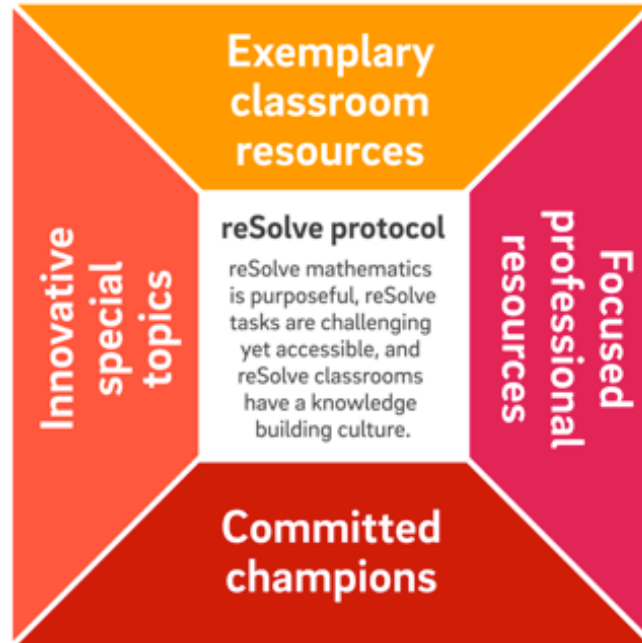 Exemplary
classroom
resources
Innovative
special
topics
reSolve protocol
reSolve mathematics
is purposeful, reSolve
tasks are challenging
yet accessible, and
reSolve classrooms
have a knowledge
building culture.
Focused
professional
resources
Committed
champions